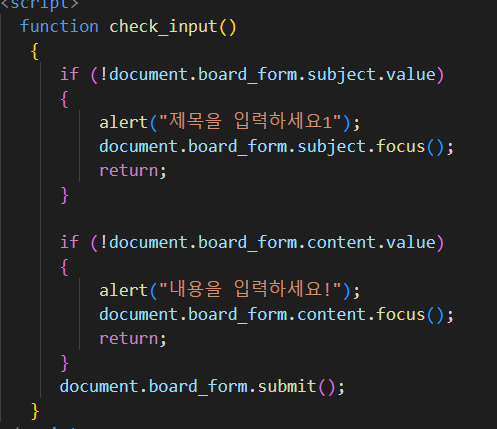 <script>
function check_input()
{
if (!document.board_form.subject.value)
{
alert("제목을 입력하세요1");
document.board_form.subject.focus();
return;
}
if (!document.board_form.content.value)
{
alert("내용을 입력하세요!");
document.board_form.content.focus();
return;
}
document.board_form.submit();
}